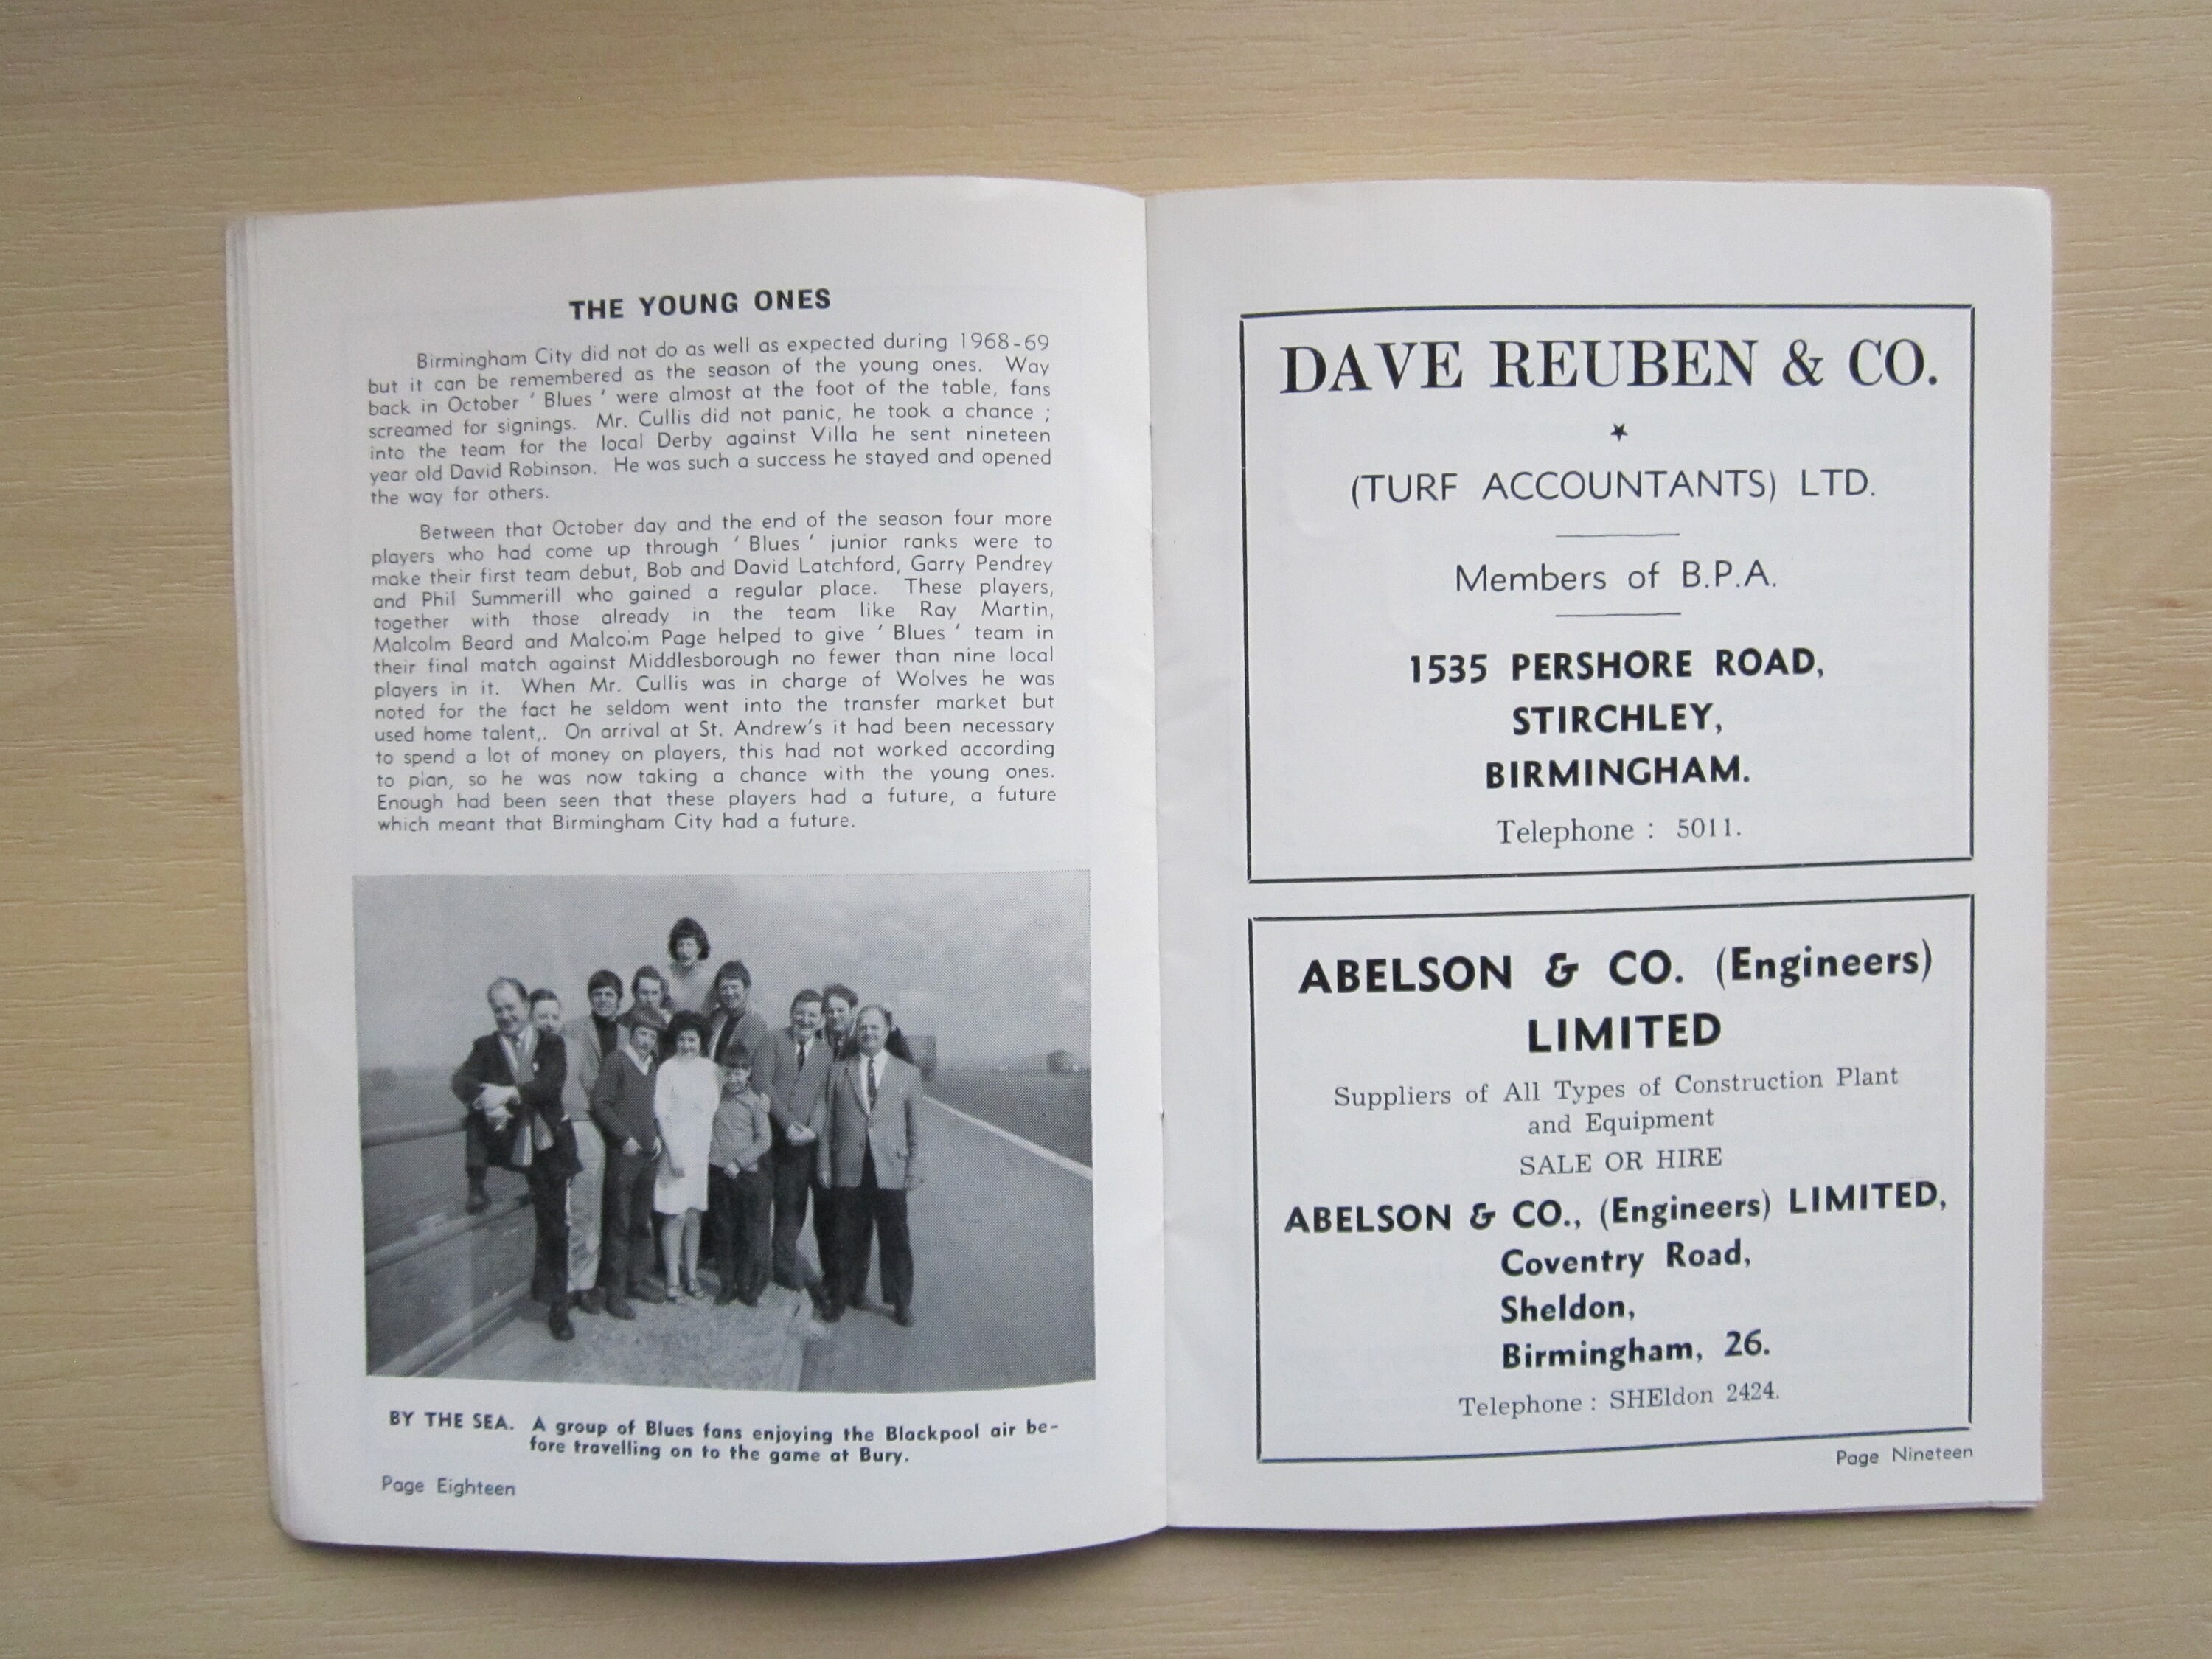 THE YOUNG ONES
Birmingham City did not do as well as expected during 1968-69
but it can be remembered as the season of the young ones. Way
back in October ' Blues ' were almost at the foot of the table, fans
screamed for signings. Mr. Cullis did not panic, he took a chance ;
into the team for the local Derby against Villa he sent nineteen
year old David Robinson. He was such a success he stayed and opened
the way for others.
Between that October day and the end of the season four more
players who had come up through ' Blues ' junior ranks were to
make their first team debut, Bob and David Latchford, Garry Pendrey
and Phil Summerill who gained a regular place. These players,
together with those already in the team like Ray Martin,
Malcolm Beard and Malcolm Page helped to give ' Blues ' team in
their final match against Middlesborough no fewer than nine local
players in it. When Mr. Cullis was in charge of Wolves he was
noted for the fact he seldom went into the transfer market but
used home talent,. On arrival at St. Andrew's it had been necessary
to spend a lot of money on players, this had not worked according
to plan, so he was now taking a chance with the young ones.
Enough had been seen that these players had a future, a future
which meant that Birmingham City had a future.
BY THE SEA. A group of Blues fans enjoying the Blackpool air be-
fore travelling on to the game at Bury.
Page Eighteen
DAVE REUBEN & CO.
★
(TURF ACCOUNTANTS) LTD.
Members of B.P.A.
1535 PERSHORE ROAD,
STIRCHLEY,
BIRMINGHAM.
Telephone : 5011.
ABELSON & CO. (Engineers)
LIMITED
Suppliers of All Types of Construction Plant
and Equipment
SALE OR HIRE
ABELSON & CO., (Engineers) LIMITED,
Coventry Road,
Sheldon,
Birmingham, 26.
Telephone : SHEldon 2424.
Page Nineteen